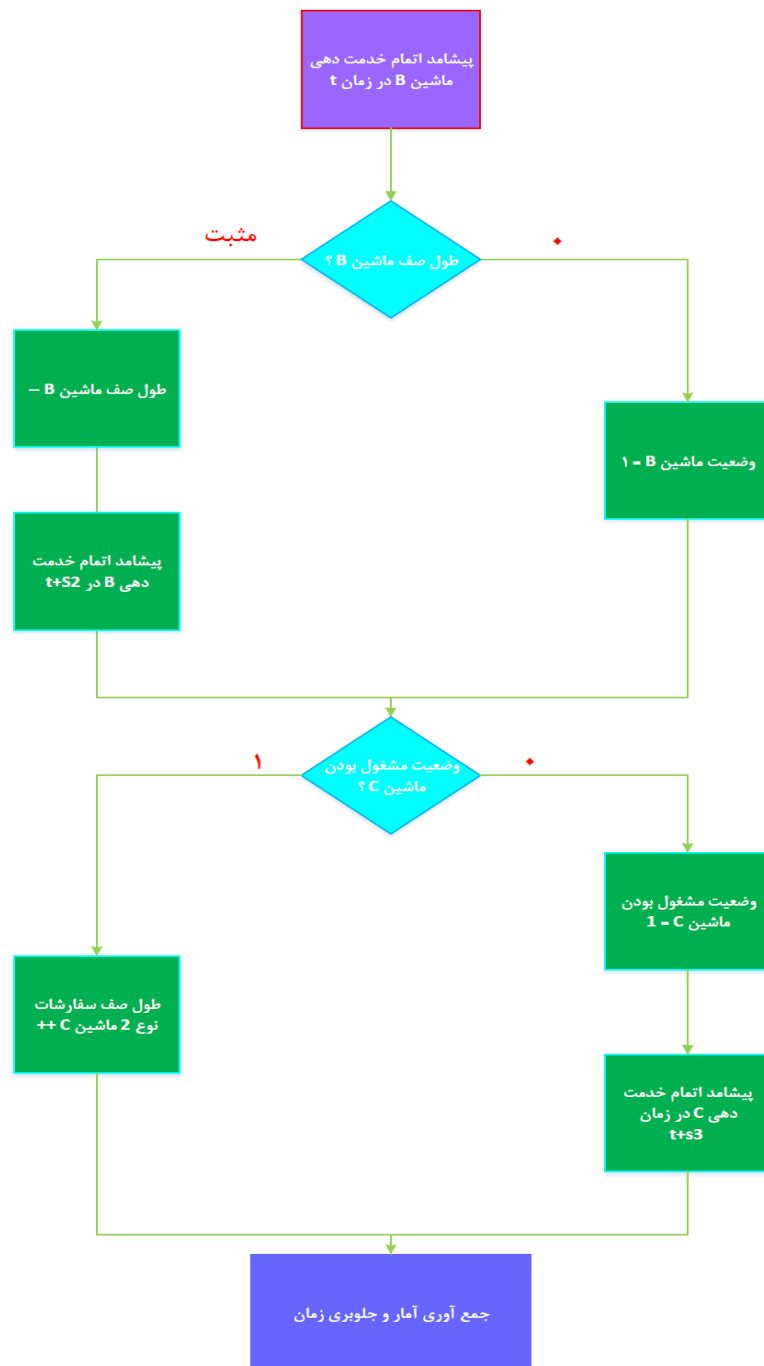 پیشامد اتمام خدمت دهی
ماشین B در زمان t
مثبت
۰
طول صف ماشین B ؟
طول صف ماشین B --
وضعیت ماشین B - ۱
پیشامد اتمام خدمت
دهی B در t+S2
۱
۰
وضعیت مشغول بودن
ماشین C ؟
وضعیت مشغول بودن
ماشین C - 1
طول صف سفارشات
نوع 2 ماشین C ++
پیشامد اتمام خدمت
دهی C در زمان
t+s3
جمع آوری آمار و جلوبری زمان